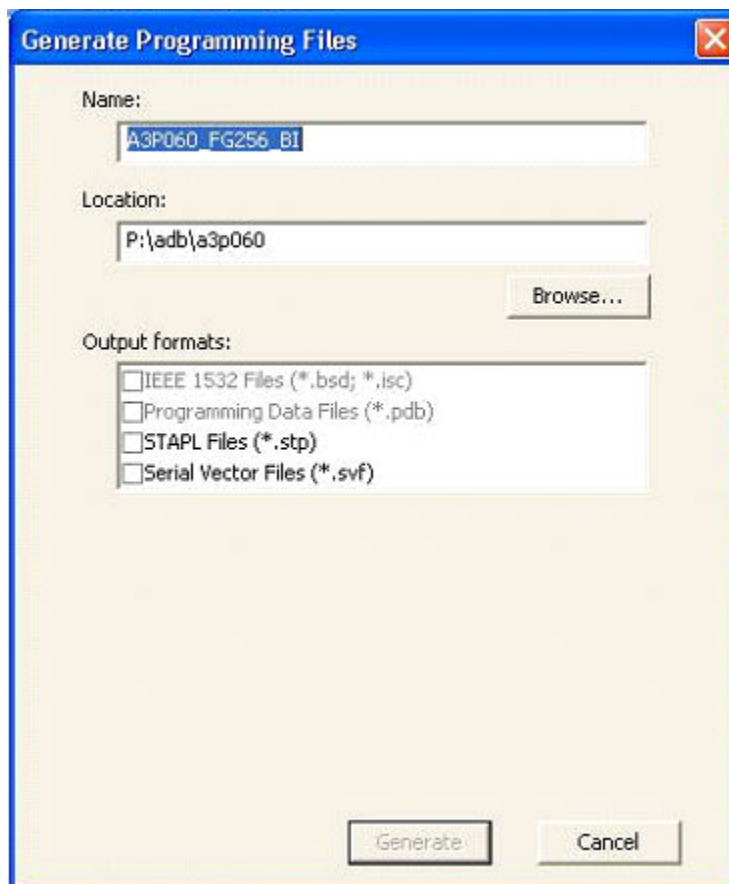 Generate Programming Files
Name:
A3P060_FG256_BI
Location:
P:\adb\a3p060
Browse...
Output formats:
IEEE 1532 Files (*.bsd; *.isc)
Programming Data Files (*.pdb)
STAPL Files (*.stp)
Serial Vector Files (*.svf)
Generate
Cancel